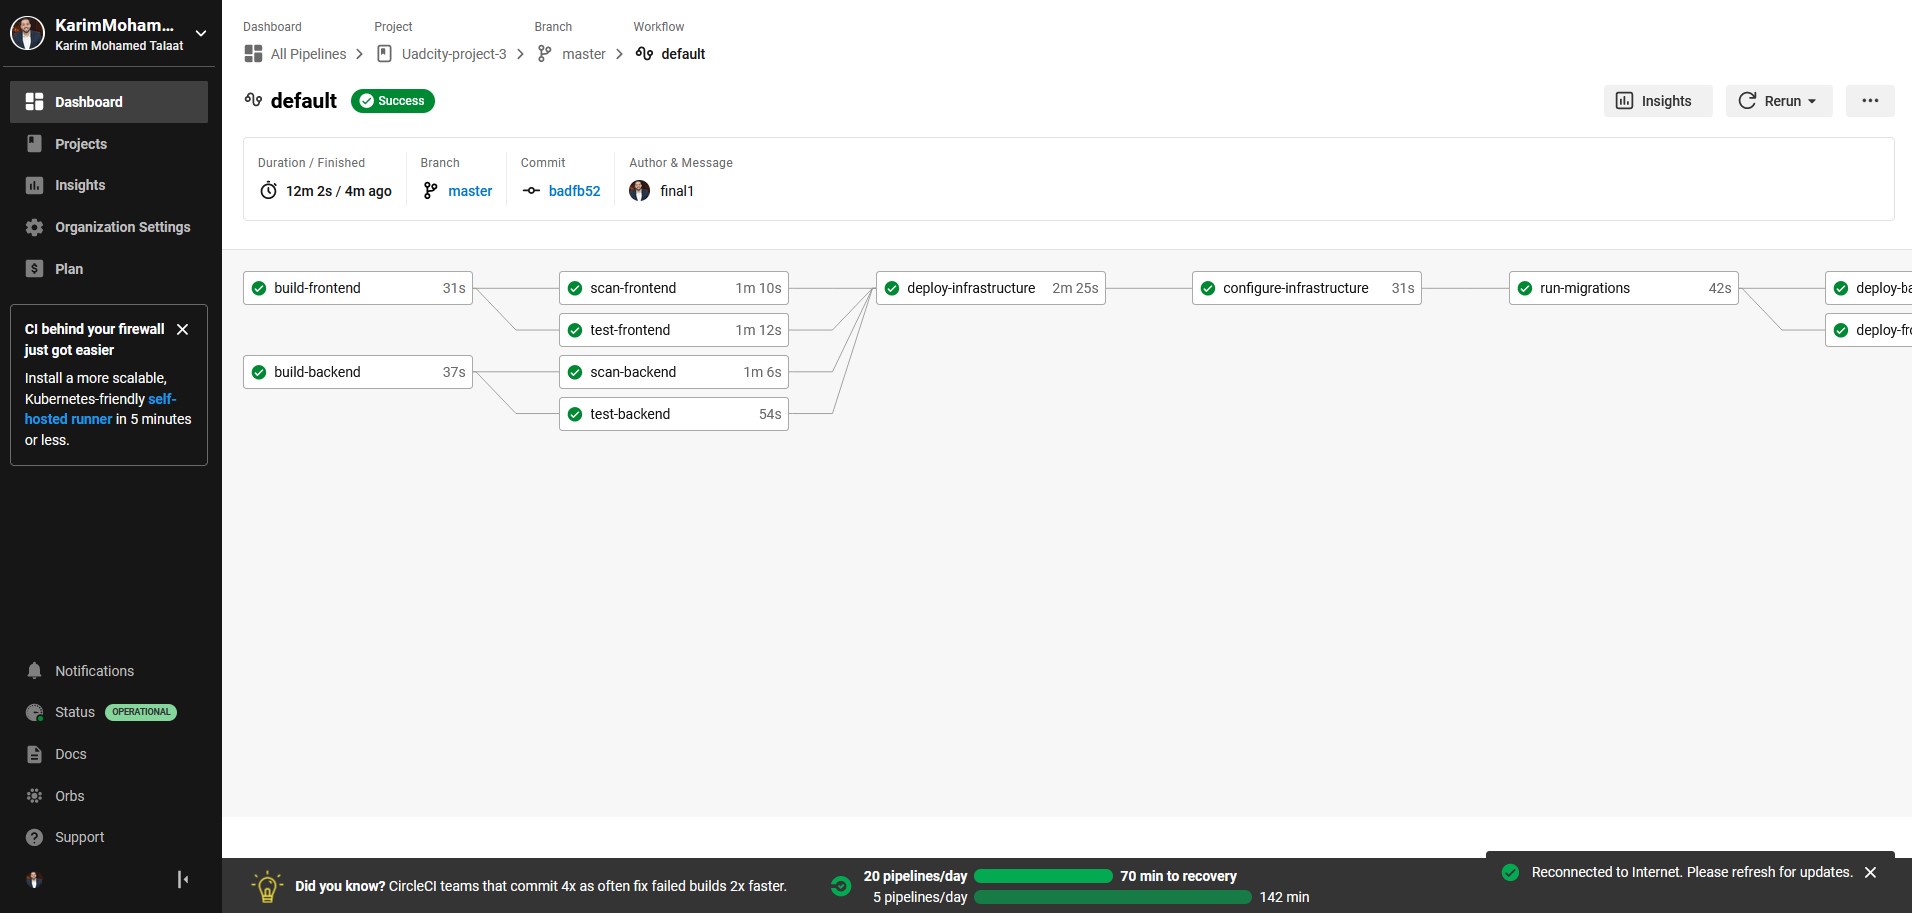 KarimMoham...
Karim Mohamed Talaat
Dashboard
Projects
Insights
Organization Settings
Plan
CI behind your firewall
just got easier
Install a more scalable,
Kubernetes-friendly self-
hosted runner in 5 minutes
or less.
Notifications
Status OPERATIONAL
Docs
Orbs
Support
Dashboard Project Branch Workflow
All Pipelines Uadcity-project-3 master default
default Success
Insights Rerun
Duration / Finished Branch Commit Author & Message
12m 2s / 4m ago master badfb52 final1
build-frontend 31s scan-frontend 1m 10s deploy-infrastructure 2m 25s configure-infrastructure 31s run-migrations 42s deploy-ba
test-frontend 1m 12s deploy-fro
build-backend 37s scan-backend 1m 6s
test-backend 54s
Did you know? CircleCI teams that commit 4x as often fix failed builds 2x faster.
20 pipelines/day 70 min to recovery
5 pipelines/day 142 min
Reconnected to Internet. Please refresh for updates.